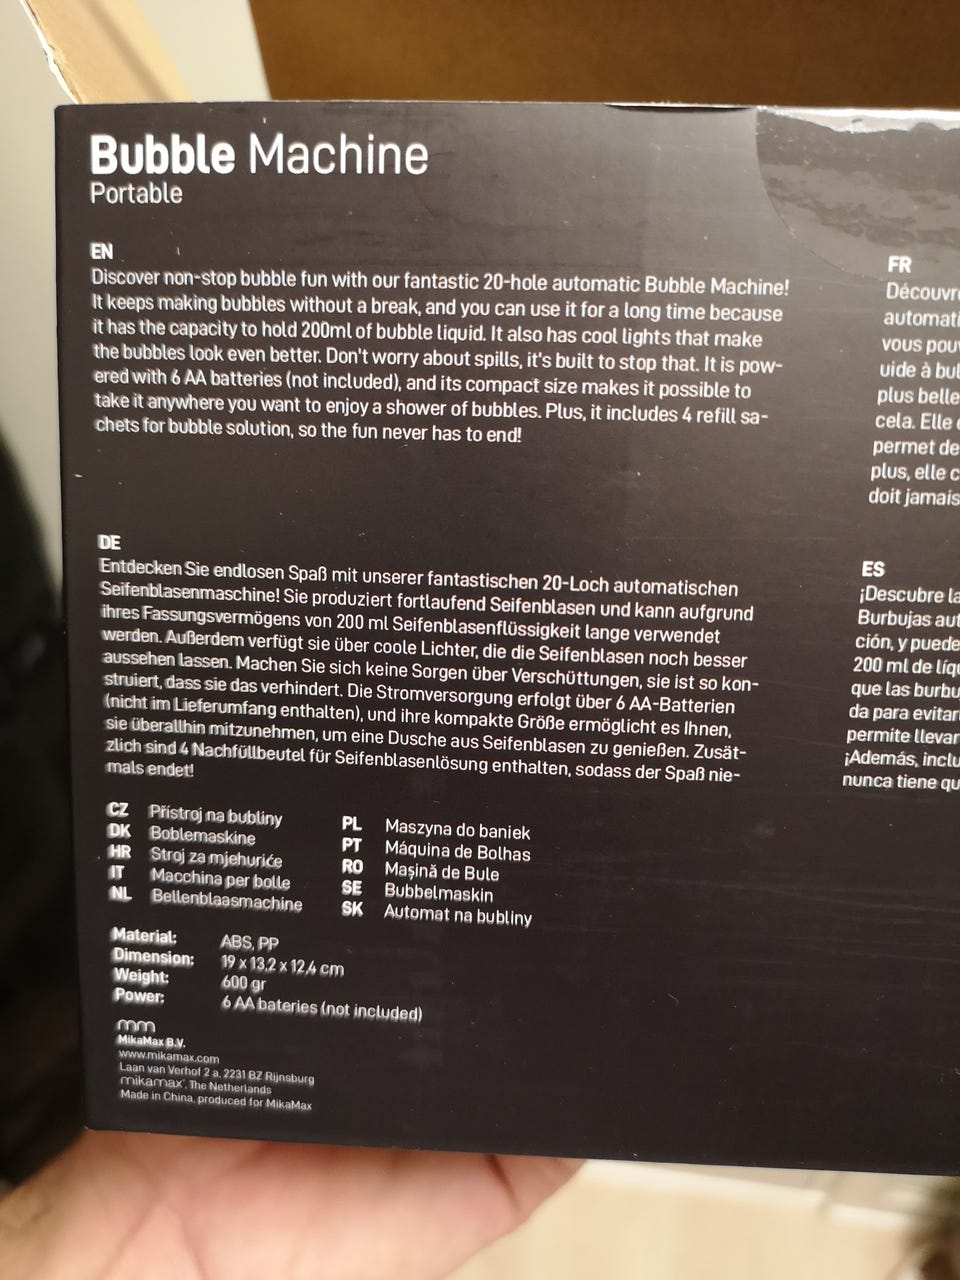 Bubble Machine
Portable
EN
Discover non-stop bubble fun with our fantastic 20-hole automatic Bubble Machine!
It keeps making bubbles without a break, and you can use it for a long time because
it has the capacity to hold 200ml of bubble liquid. It also has cool lights that make
the bubbles look even better. Don't worry about spills, it's built to stop that. It is pow-
ered with 6 AA batteries (not included), and its compact size makes it possible to
take it anywhere you want to enjoy a shower of bubbles. Plus, it includes 4 refill sa-
chets for bubble solution, so the fun never has to end!
DE
Entdecken Sie endlosen Spaß mit unserer fantastischen 20-Loch automatischen
Seifenblasenmaschine! Sie produziert fortlaufend Seifenblasen und kann aufgrund
ihres Fassungsvermögens von 200 ml Seifenblasenflüssigkeit lange verwendet
werden. Außerdem verfügt sie über coole Lichter, die die Seifenblasen noch besser
aussehen lassen. Machen Sie sich keine Sorgen über Verschüttungen, sie ist so kon-
struiert, dass sie das verhindert. Die Stromversorgung erfolgt über 6 AA-Batterien
(nicht im Lieferumfang enthalten), und ihre kompakte Größe ermöglicht es Ihnen,
sie überallhin mitzunehmen, um eine Dusche aus Seifenblasen zu genießen. Zusät-
zlich sind 4 Nachfüllbeutel für Seifenblasenlösung enthalten, sodass der Spaß nie-
mals endet!
FR
Découvre
automati
vous pouv
uide à bul
plus belle
cela. Elle
permet de
plus, elle c
doit jamais
ES
¡Descubre la
Burbujas aut
ción, y puede
200 ml de líq
que las burbu
da para evitar
permite llevar
¡Además, inclu
nunca tiene qu
CZ Přístroj na bubliny
DK Boblemaskine
HR Stroj za mjehuriće
IT Macchina per bolle
NL Bellenblaasmachine
PL Maszyna do baniek
PT Máquina de Bolhas
RO Mașină de Bule
SE Bubbelmaskin
SK Automat na bubliny
Material: ABS, PP
Dimension: 19 x 13,2 x 12,4 cm
Weight: 600 gr
Power: 6 AA bateries (not included)
mm
MikaMax B.V.
www.mikamax.com
Laan van Verhof 2 a, 2231 BZ Rijnsburg
mikamax, The Netherlands
Made in China, produced for MikaMax